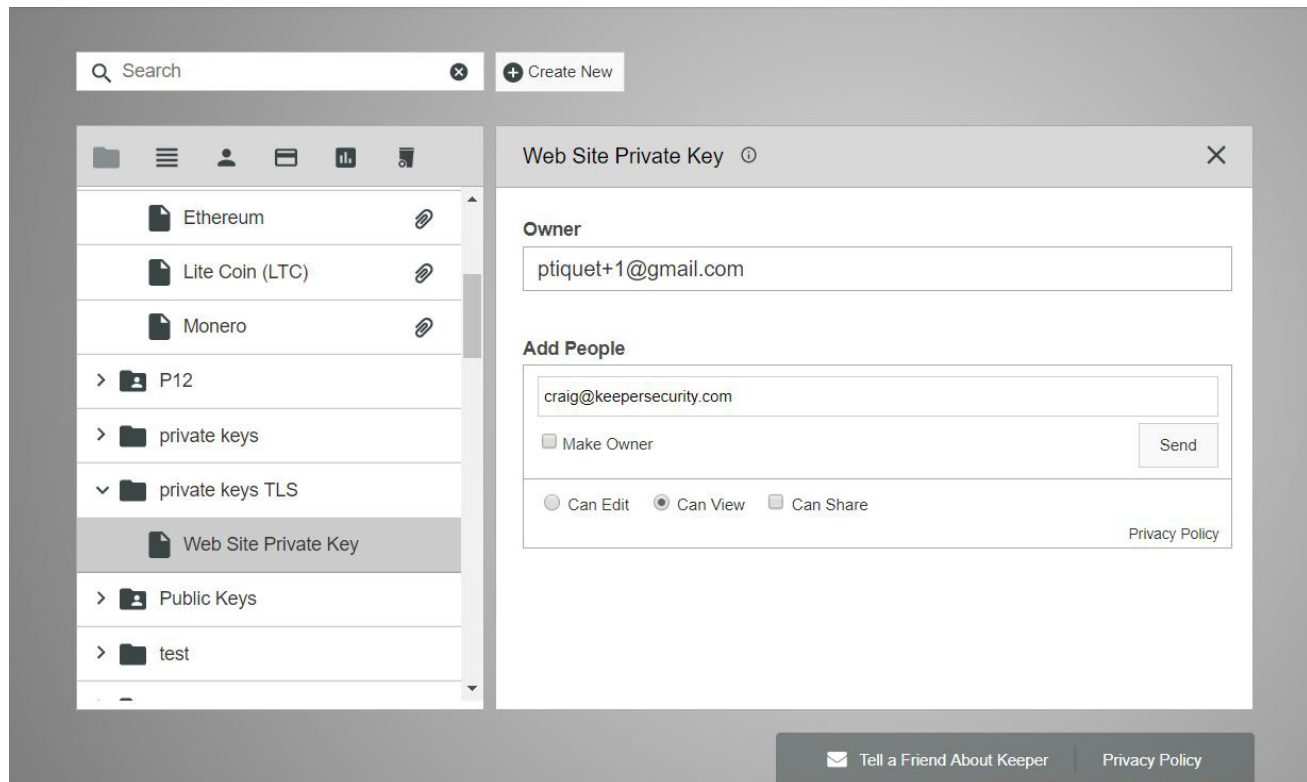 Search
Create New
Web Site Private Key
Ethereum
Lite Coin (LTC)
Monero
P12
private keys
private keys TLS
Web Site Private Key
Public Keys
test
Owner
ptiquet+1@gmail.com
Add People
craig@keepersecurity.com
Make Owner
Send
Can Edit Can View Can Share
Privacy Policy
Tell a Friend About Keeper Privacy Policy